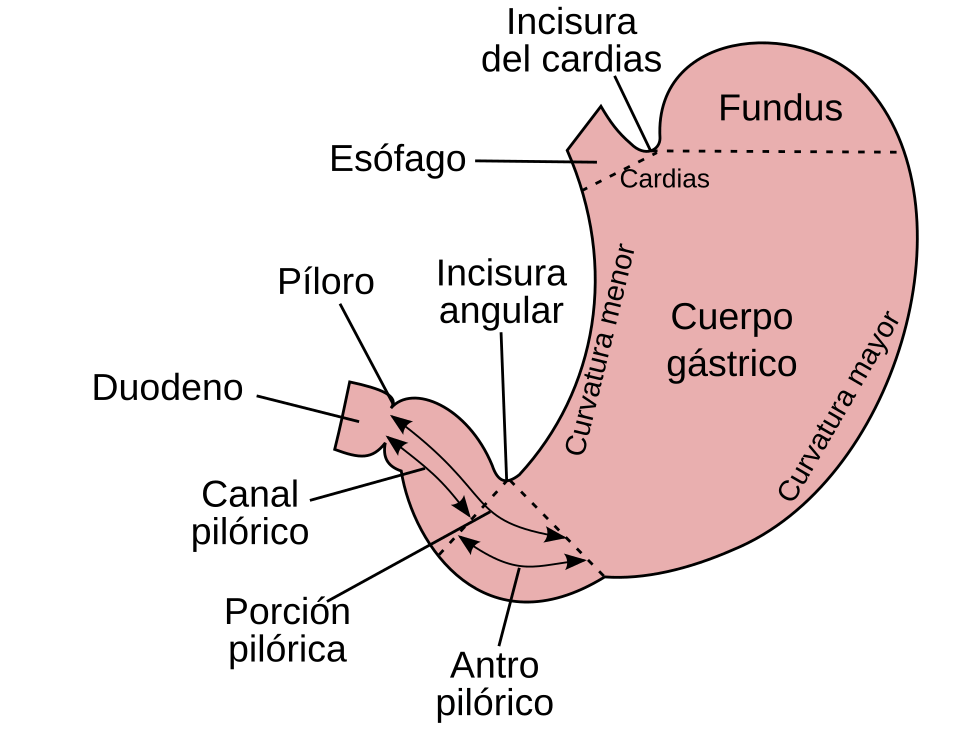 Incisura
del cardias
Fundus
Esófago
Cardias
Píloro
Incisura
angular
Curvatura menor
Cuerpo
gástrico
Curvatura mayor
Duodeno
Canal
pilórico
Porción
pilórica
Antro
pilórico